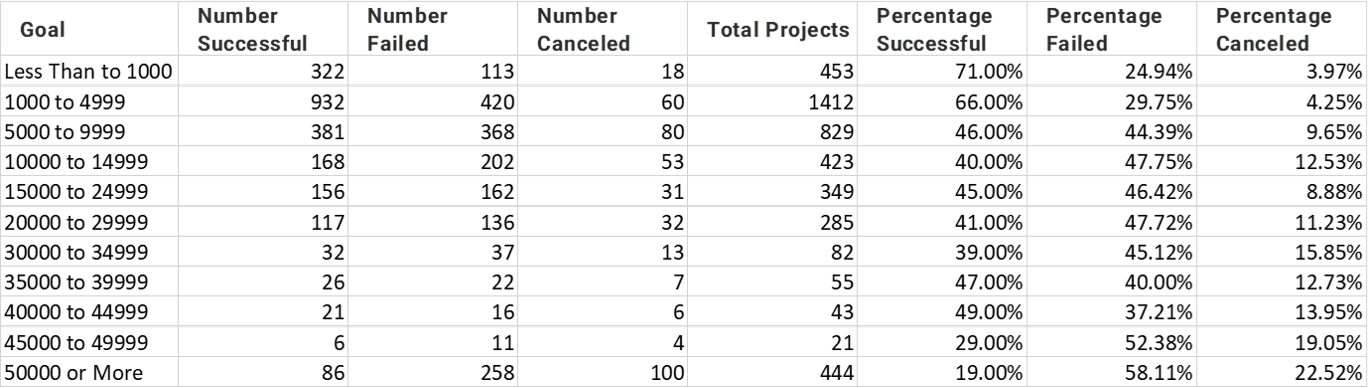 Goal Number Successful Number Failed Number Canceled Total Projects Percentage Successful Percentage Failed Percentage Canceled
Less Than to 1000 322 113 18 453 71.00% 24.94% 3.97%
1000 to 4999 932 420 60 1412 66.00% 29.75% 4.25%
5000 to 9999 381 368 80 829 46.00% 44.39% 9.65%
10000 to 14999 168 202 53 423 40.00% 47.75% 12.53%
15000 to 24999 156 162 31 349 45.00% 46.42% 8.88%
20000 to 29999 117 136 32 285 41.00% 47.72% 11.23%
30000 to 34999 32 37 13 82 39.00% 45.12% 15.85%
35000 to 39999 26 22 7 55 47.00% 40.00% 12.73%
40000 to 44999 21 16 6 43 49.00% 37.21% 13.95%
45000 to 49999 6 11 4 21 29.00% 52.38% 19.05%
50000 or More 86 258 100 444 19.00% 58.11% 22.52%